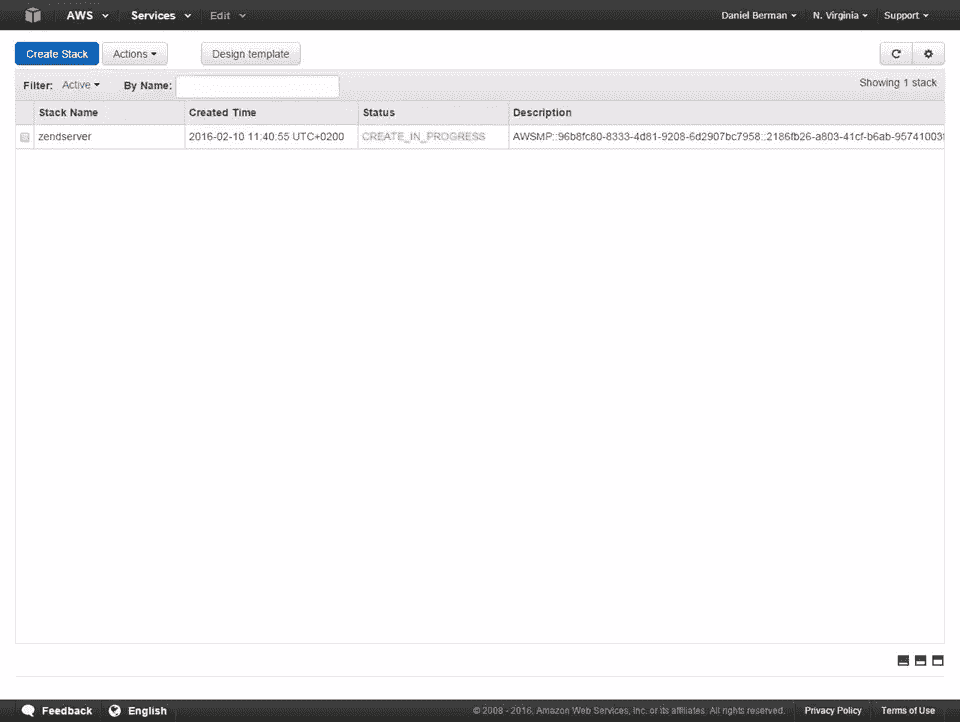 AWS Services Edit Daniel Berman N. Virginia Support
Create Stack Actions Design template
Filter: Active By Name: Showing 1 stack
Stack Name Created Time Status Description
zendserver 2016-02-10 11:40:55 UTC+0200 CREATE_IN_PROGRESS AWSMP::96b8fc80-8333-4d81-9208-6d2907bc7958::2186fb26-a803-41cf-b6ab-95741003
Feedback English © 2008 - 2016, Amazon Web Services, Inc. or its affiliates. All rights reserved. Privacy Policy Terms of Use